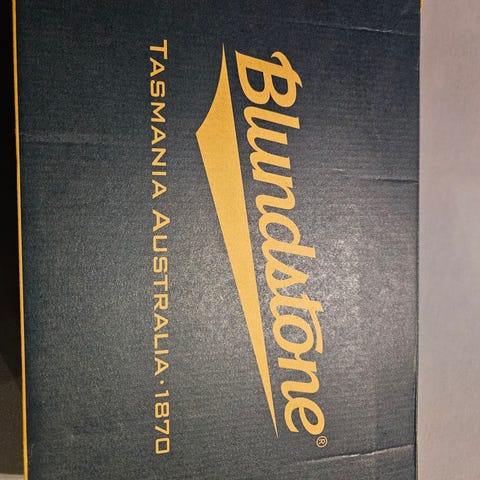 Blundstone®
TASMANIA AUSTRALIA · 1870